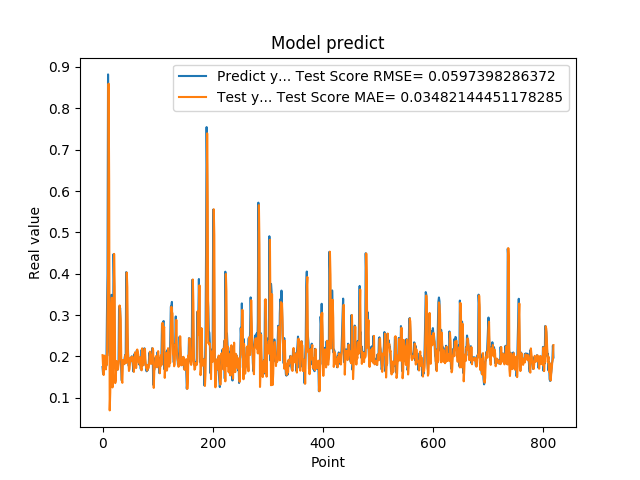 Model predict
Predict y... Test Score RMSE= 0.0597398286372
Test y... Test Score MAE= 0.03482144451178285
0.9
0.8
0.7
0.6
0.5
0.4
0.3
0.2
0.1
Real value
0 200 400 600 800
Point